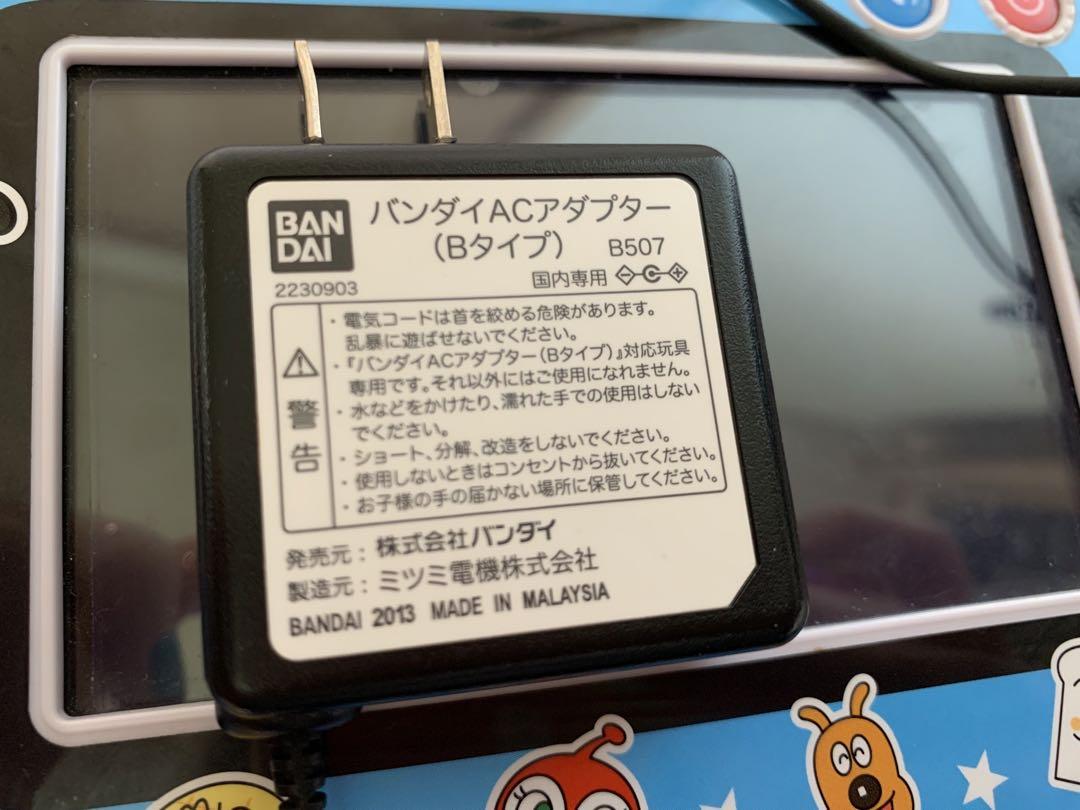 BAN
DAI
バンダイACアダプター
(Bタイプ) B507
2230903
国内専用
・電気コードは首を絞める危険があります。
乱暴に遊ばせないでください。
・『バンダイACアダプター(Bタイプ)』対応玩具
専用です。それ以外にはご使用になれません。
・水などをかけたり、濡れた手での使用はしない
でください。
・ショート、分解、改造をしないでください。
・使用しないときはコンセントから抜いてください。
・お子様の手の届かない場所に保管してください。
警
告
発売元:株式会社バンダイ
製造元:ミツミ電機株式会社
BANDAI 2013 MADE IN MALAYSIA